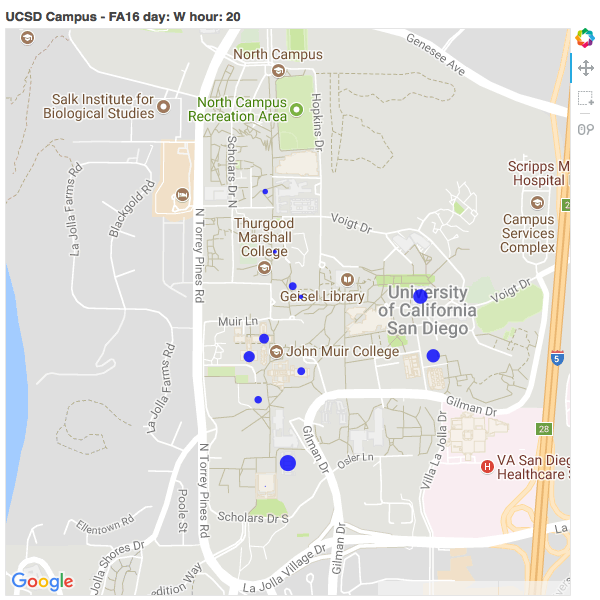 UCSD Campus - FA16 day: W hour: 20
Genesee Ave
North Campus
Salk Institute for
Biological Studies
North Campus
Recreation Area
Hopkins Dr
Scholars Dr N
La Jolla Farms Rd
Blackgold Rd
Scripps M
Hospital
2
N Torrey Pines Rd
Thurgood
Marshall
College
Voigt Dr
Campus
Services
Complex
Geisel Library
University
of California
San Diego
Voigt Dr
Muir Ln
John Muir College
5
La Jolla Farms Rd
Gilman Dr
Gilman Dr
28
Villa La Jolla Dr
Osler Ln
H
VA San Dieg
Healthcare S
N Torrey Pines Rd
Poole St
Ellentown Rd
Scholars Dr S
La
Gilman Dr
La Jolla Shores Dr
La Jolla Village Dr
edition Way
Google